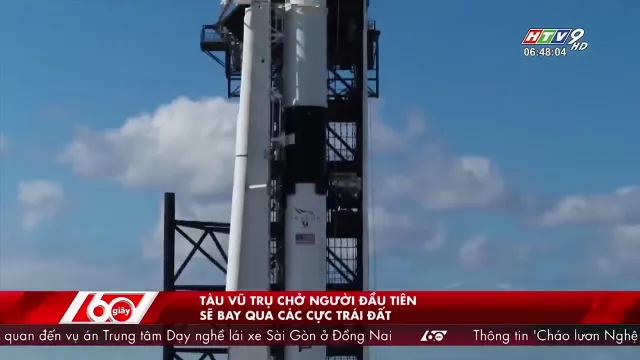 HTV9 HD
06:48:04
FALCON
9
60 giây
TÀU VŨ TRỤ CHỞ NGƯỜI ĐẦU TIÊN
SẼ BAY QUA CÁC CỰC TRÁI ĐẤT
quan đến vụ án Trung tâm Dạy nghề lái xe Sài Gòn ở Đồng Nai 60 Thông tin 'Cháo lươn Nghệ